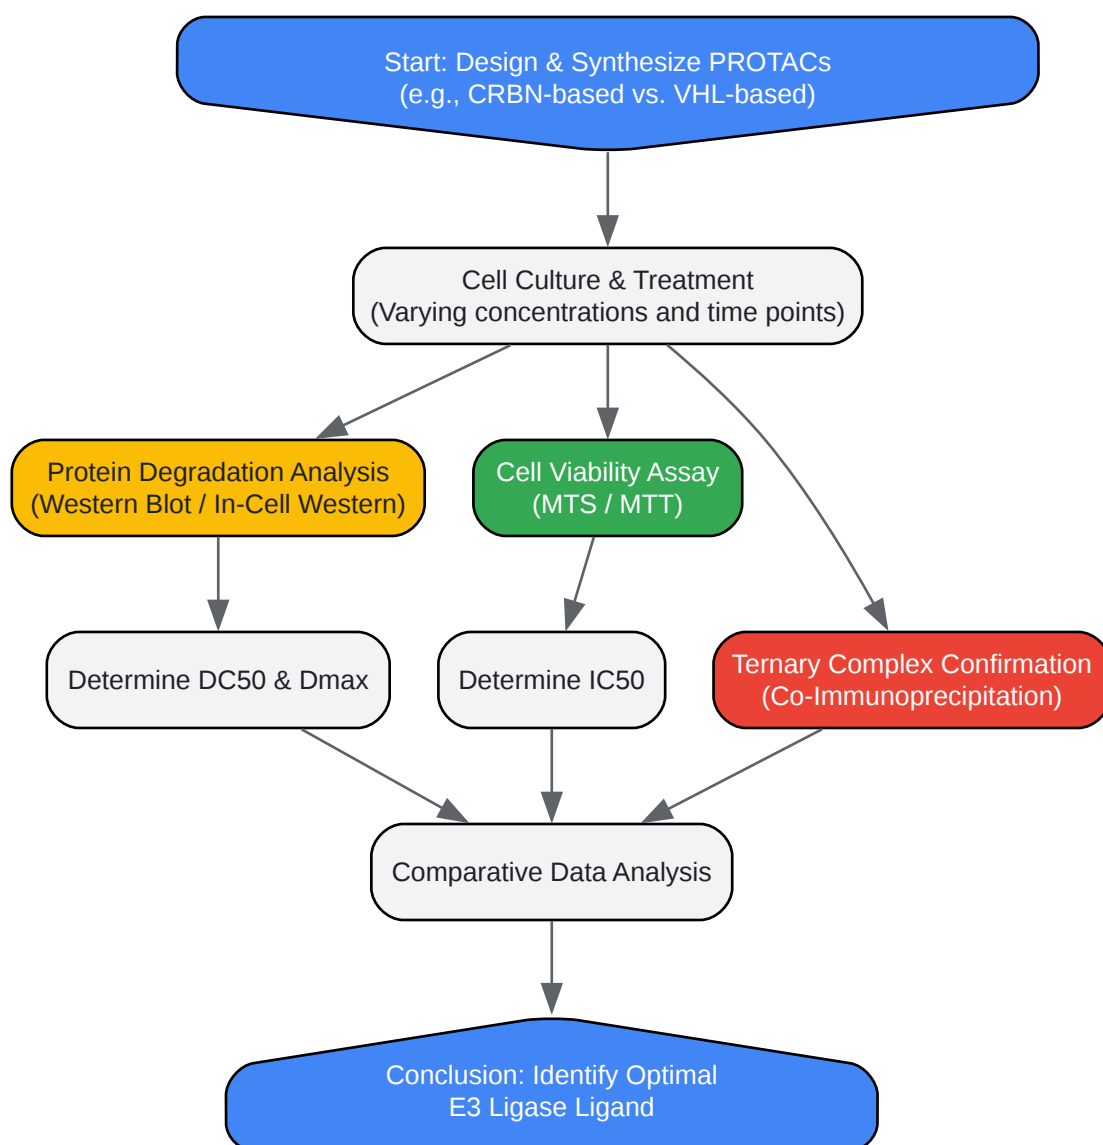 Start: Design & Synthesize PROTACs
(e.g., CRBN-based vs. VHL-based)
Cell Culture & Treatment
(Varying concentrations and time points)
Protein Degradation Analysis
(Western Blot / In-Cell Western)
Cell Viability Assay
(MTS / MTT)
Determine DC50 & Dmax
Determine IC50
Ternary Complex Confirmation
(Co-Immunoprecipitation)
Comparative Data Analysis
Conclusion: Identify Optimal
E3 Ligase Ligand